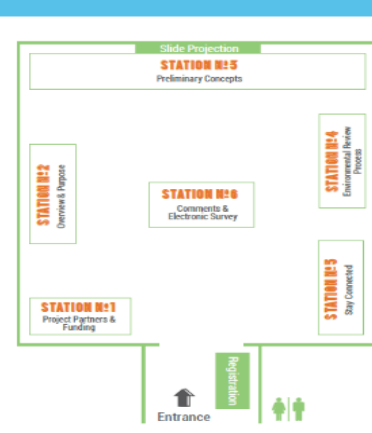 Slide Projection
STATION Nº3
Preliminary Concepts
STATION Nº2
Overview & Purpose
STATION Nº4
Environmental Review
Process
STATION Nº6
Comments &
Electronic Survey
STATION Nº5
Stay Connected
STATION Nº1
Project Partners &
Funding
Registration
Entrance